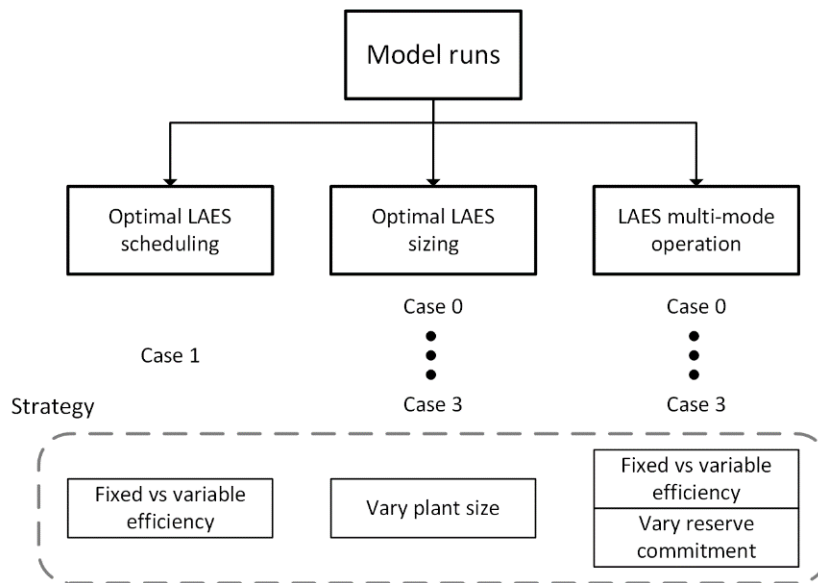 Model runs
Optimal LAES
scheduling
Optimal LAES
sizing
LAES multi-mode
operation
Case 0
Case 0
Case 1
Case 3
Case 3
Strategy
Fixed vs variable
efficiency
Vary plant size
Fixed vs variable
efficiency
Vary reserve
commitment